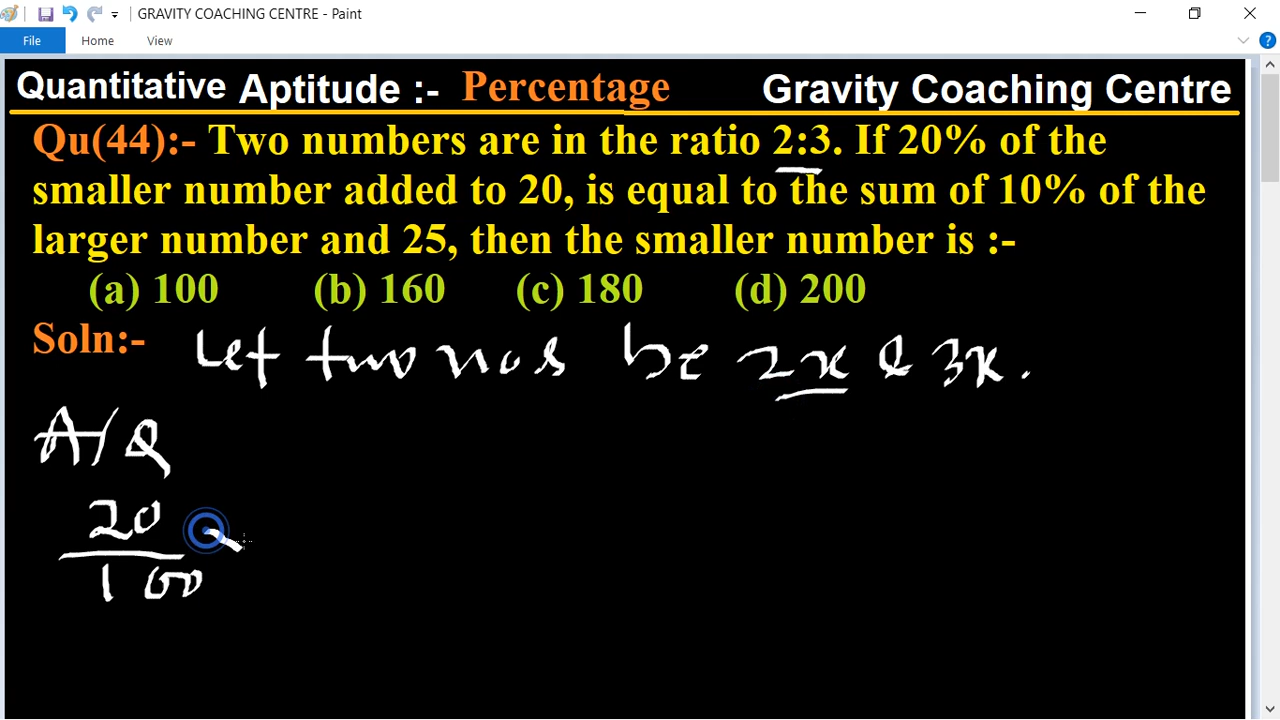 GRAVITY COACHING CENTRE - Paint
File Home View
Quantitative Aptitude :- Percentage Gravity Coaching Centre
Qu(44):- Two numbers are in the ratio 2:3. If 20% of the
smaller number added to 20, is equal to the sum of 10% of the
larger number and 25, then the smaller number is :-
(a) 100 (b) 160 (c) 180 (d) 200
Soln:- Let two nos be 2x & 3x.
A/Q
20
100